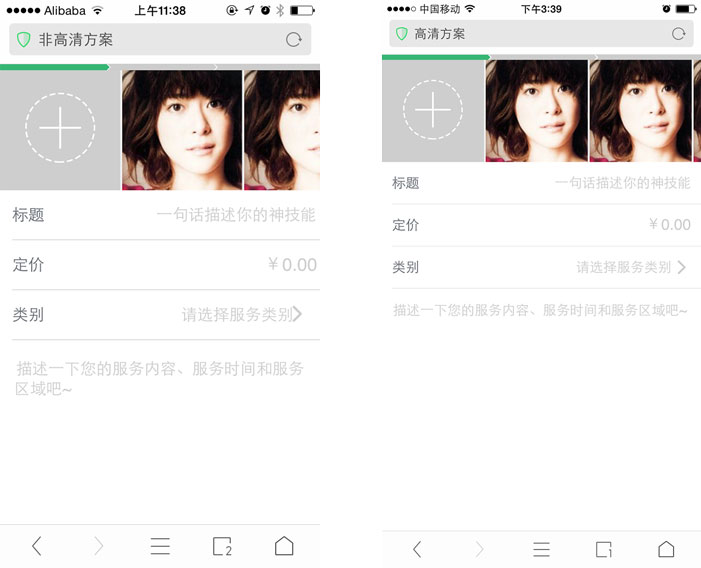 Alibaba 上午11:38
非高清方案
标题 一句话描述你的神技能
定价 ¥0.00
类别 请选择服务类别
描述一下您的服务内容、服务时间和服务
区域吧~
2
中国移动 下午3:39
高清方案
标题 一句话描述你的神技能
定价 ¥0.00
类别 请选择服务类别
描述一下您的服务内容、服务时间和服务区域吧~
1